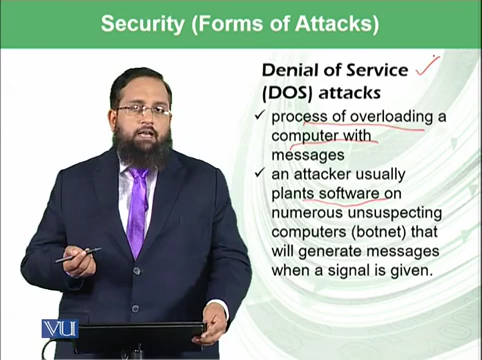 Security (Forms of Attacks)
Denial of Service
(DOS) attacks
process of overloading a
computer with
messages
an attacker usually
plants software on
numerous unsuspecting
computers (botnet) that
will generate messages
when a signal is given.
VU